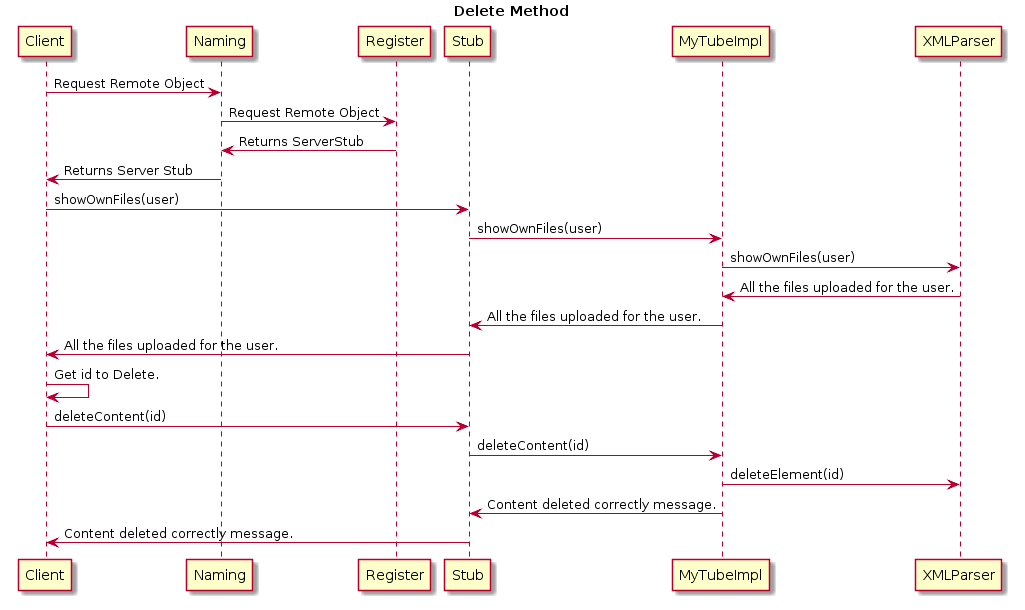 Delete Method
Client Naming Register Stub MyTubeImpl XMLParser
Request Remote Object
Request Remote Object
Returns ServerStub
Returns Server Stub
showOwnFiles(user)
showOwnFiles(user)
showOwnFiles(user)
All the files uploaded for the user.
All the files uploaded for the user.
All the files uploaded for the user.
Get id to Delete.
deleteContent(id)
deleteContent(id)
deleteElement(id)
Content deleted correctly message.
Content deleted correctly message.
Client Naming Register Stub MyTubeImpl XMLParser